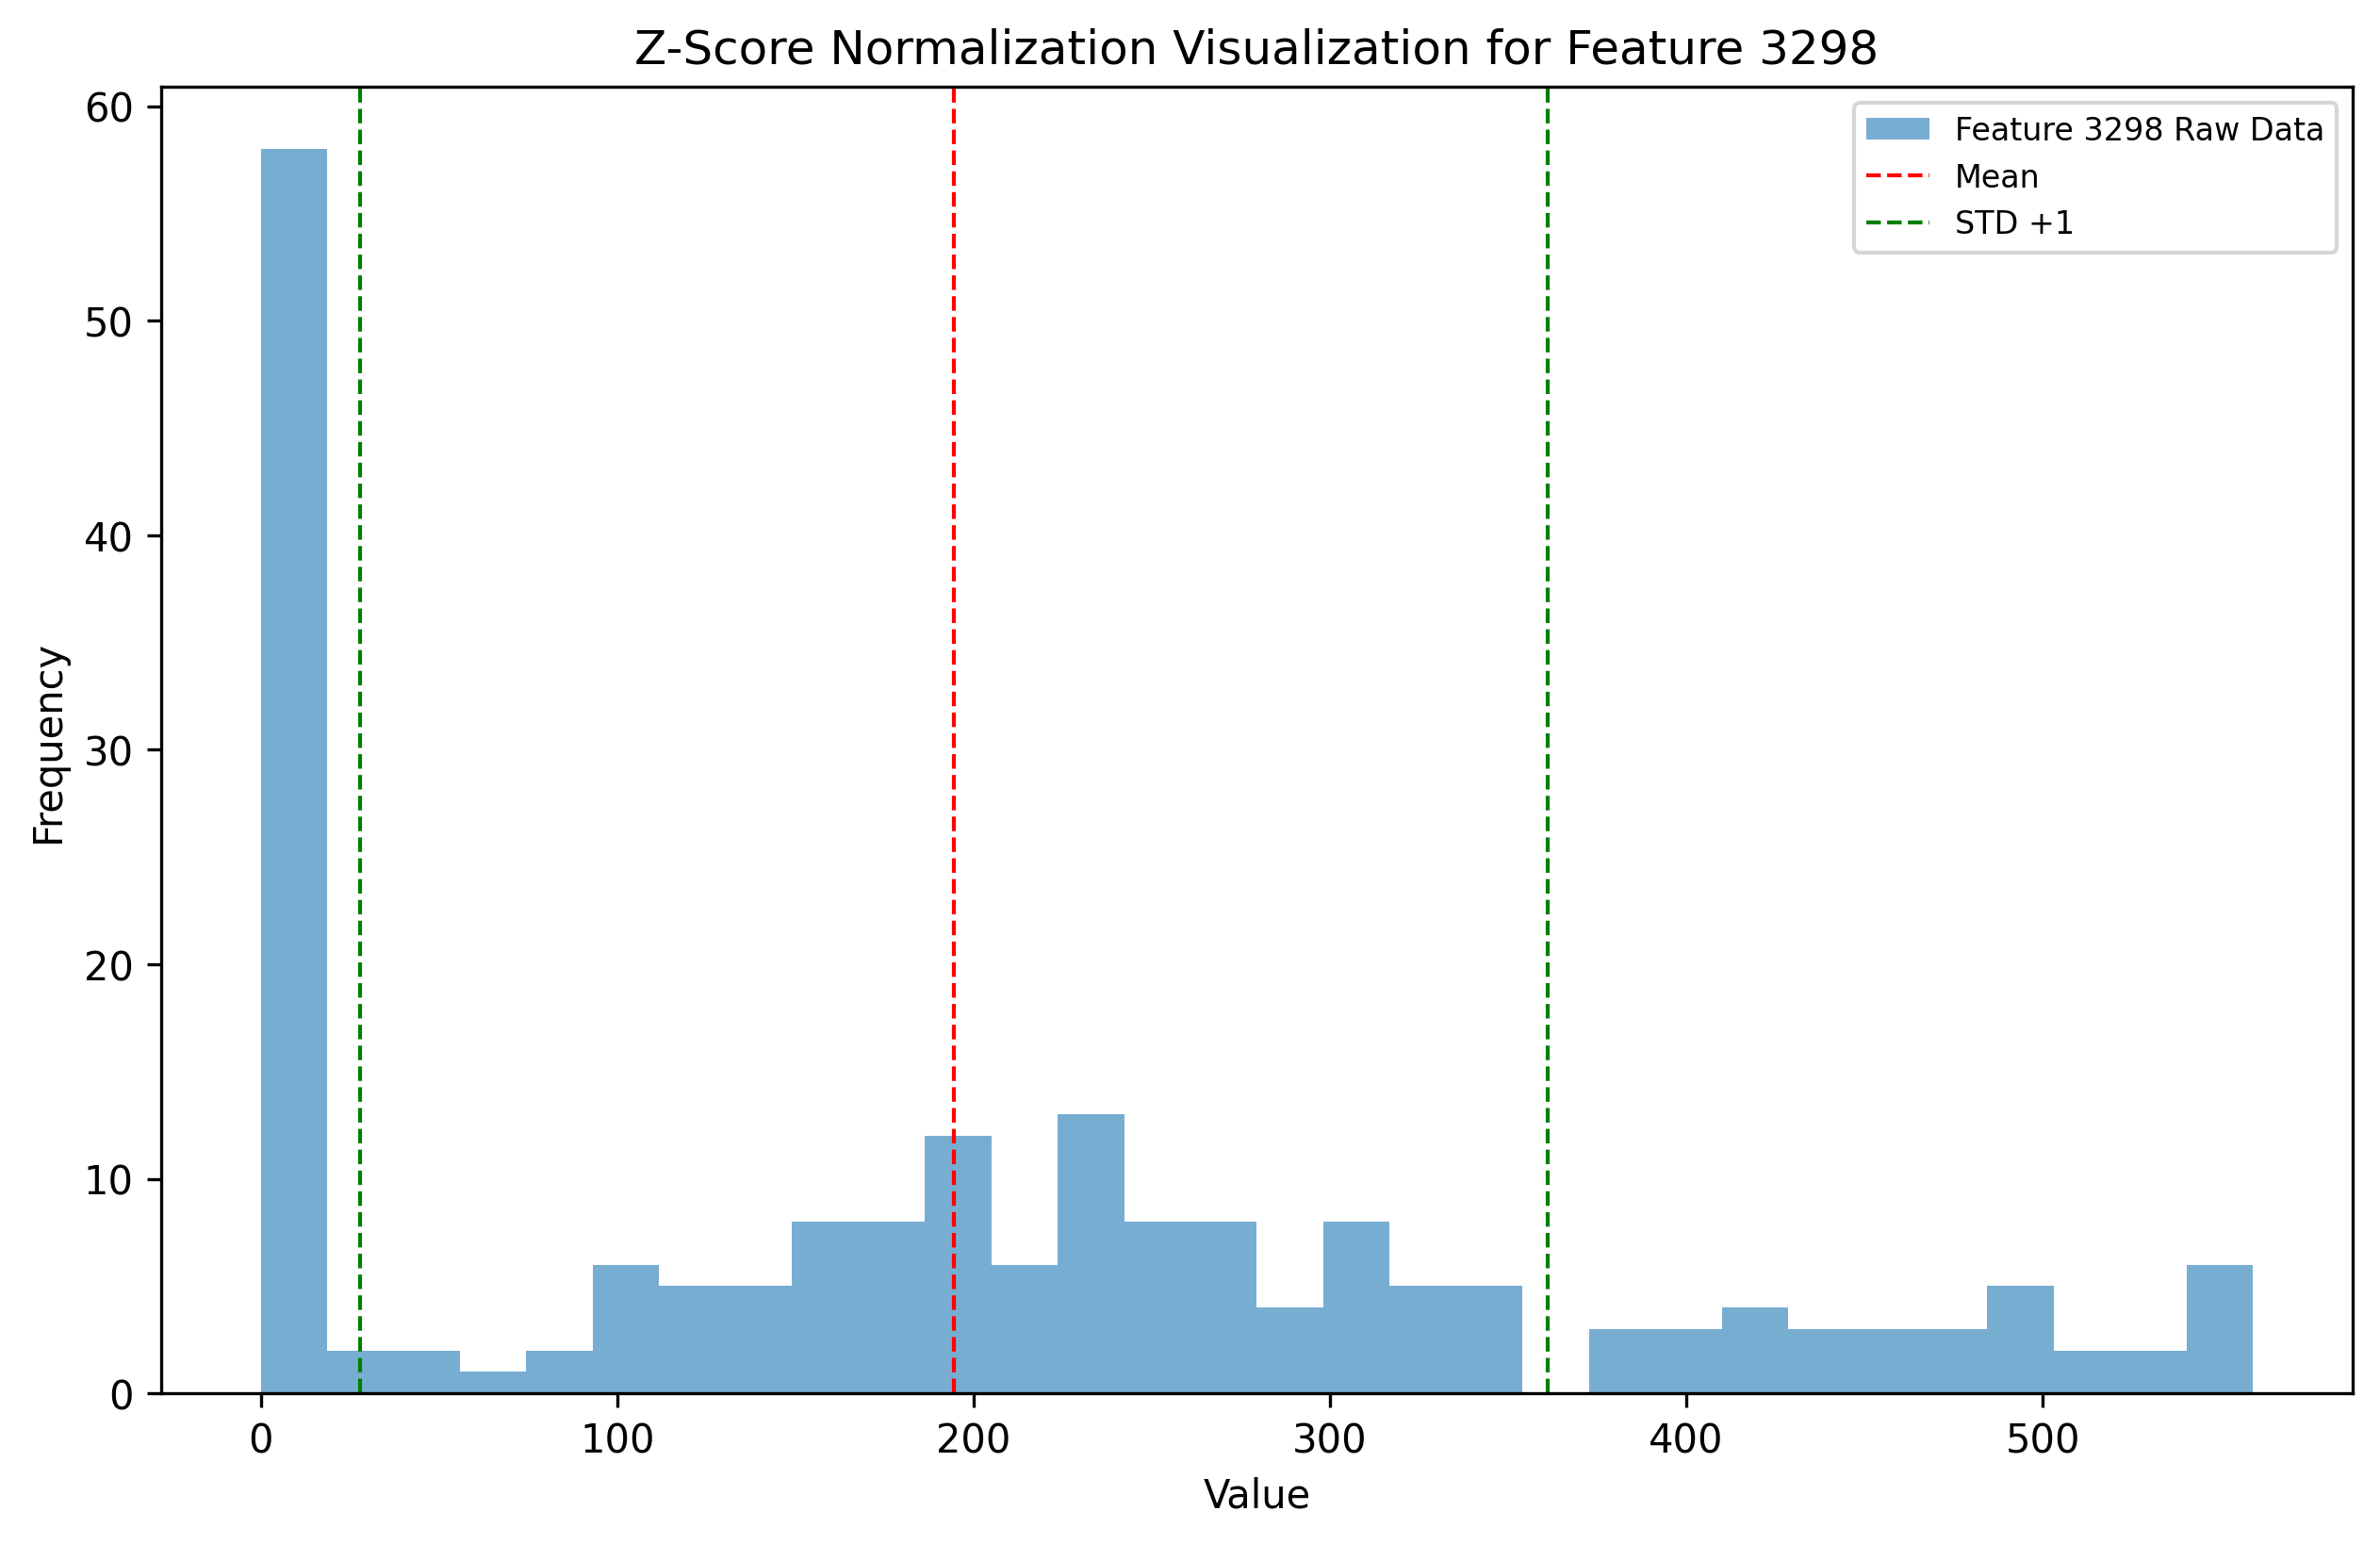 Z-Score Normalization Visualization for Feature 3298
Feature 3298 Raw Data
Mean
STD +1
60
50
40
30
20
10
0
Frequency
0 100 200 300 400 500
Value